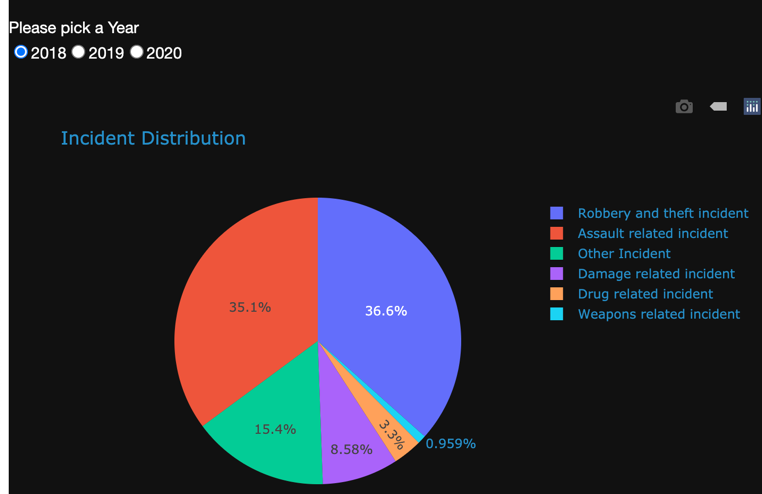 Please pick a Year
2018 2019 2020
Incident Distribution
Robbery and theft incident
Assault related incident
Other Incident
Damage related incident
Drug related incident
Weapons related incident
35.1%
36.6%
15.4%
8.58%
3.3%
0.959%